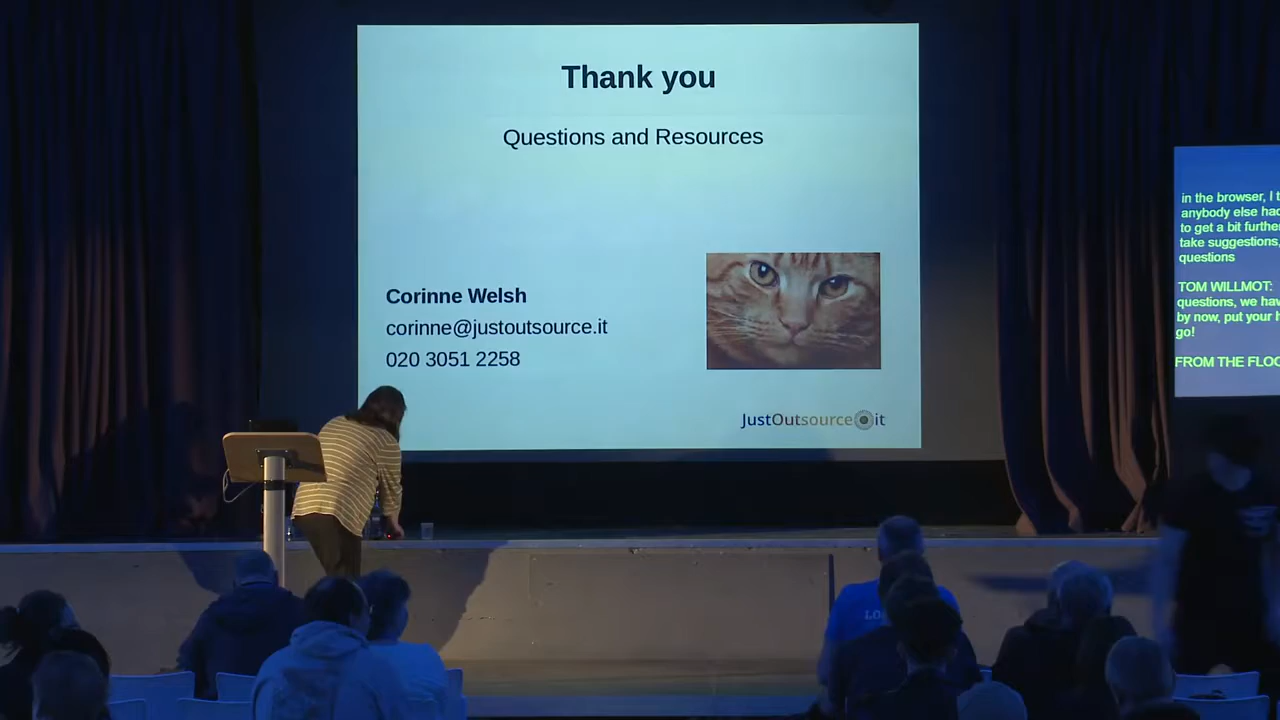 Thank you
Questions and Resources
Corinne Welsh
corinne@justoutsource.it
020 3051 2258
JustOutsource it
in the browser, I
anybody else had
to get a bit further
take suggestions,
questions
TOM WILLMOT:
questions, we hav
by now, put your h
go!
FROM THE FLOO
LO